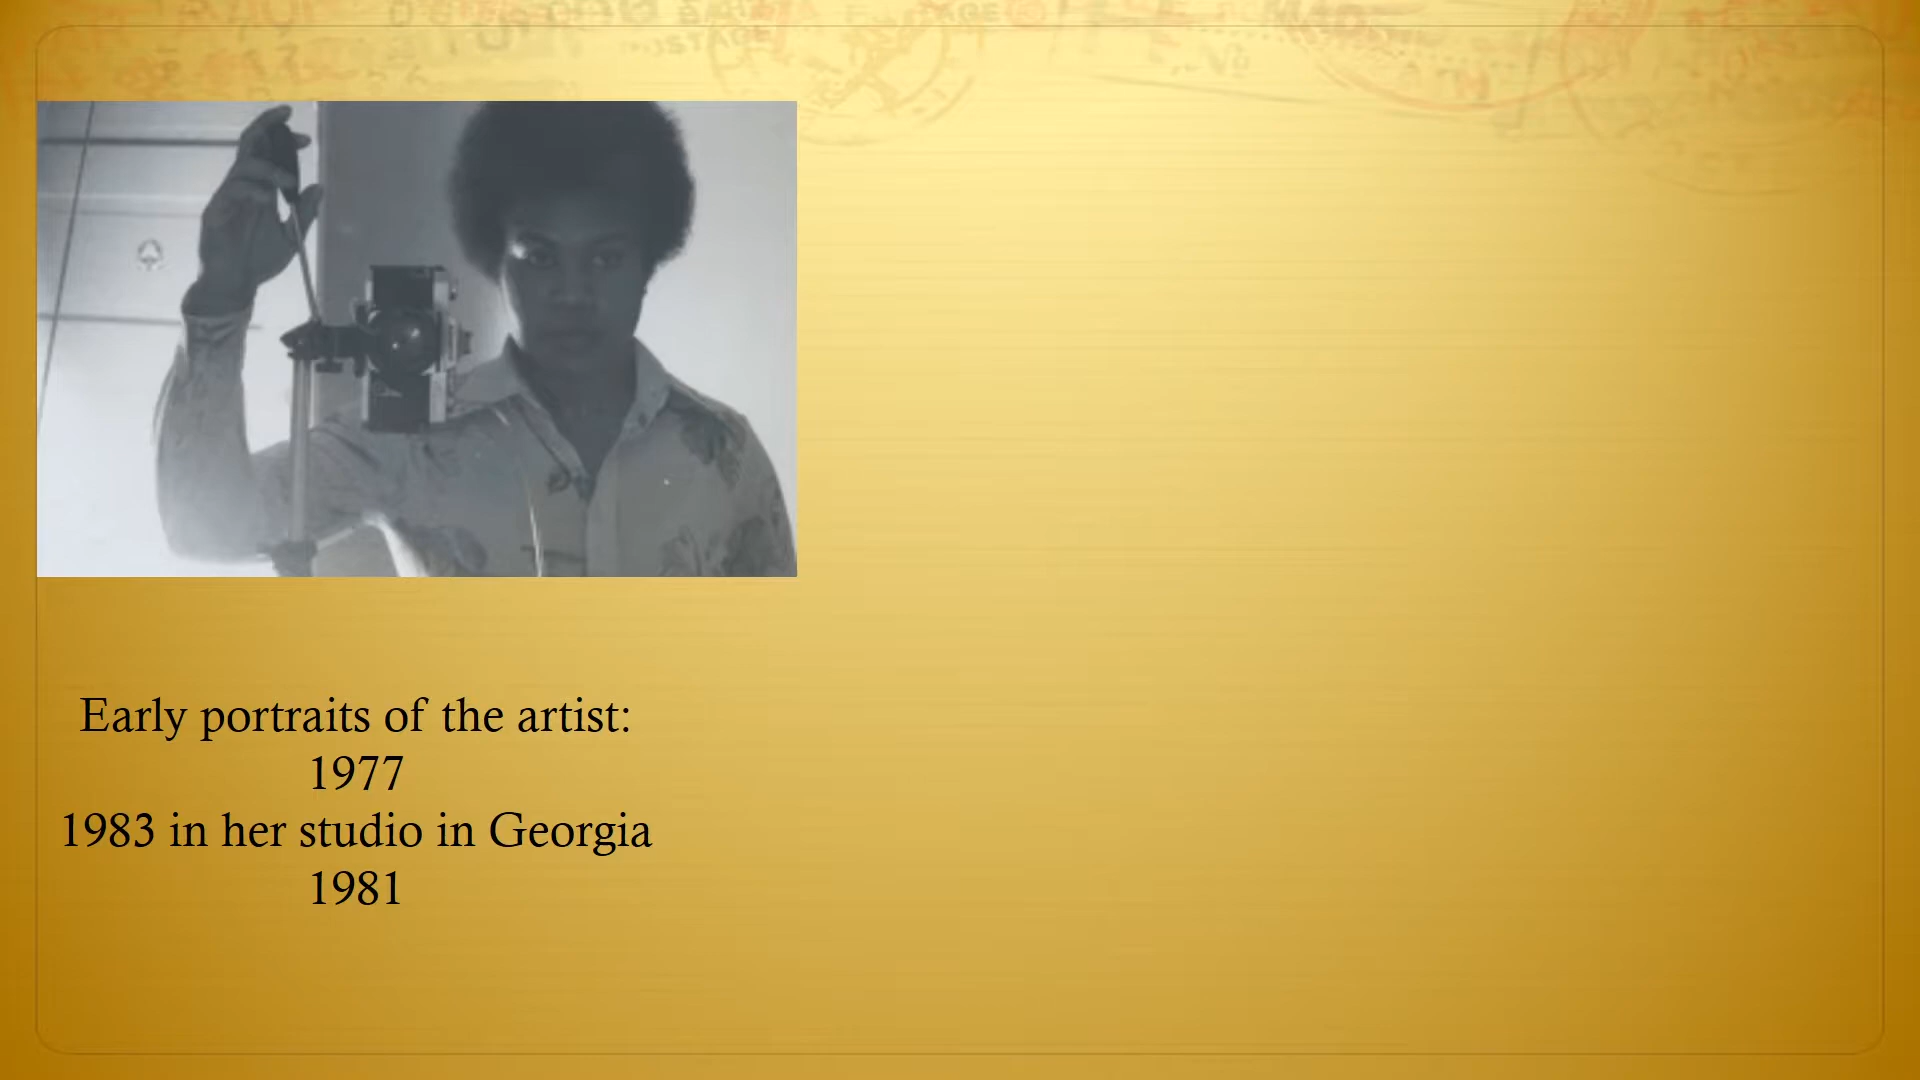 Early portraits of the artist:
1977
1983 in her studio in Georgia
1981